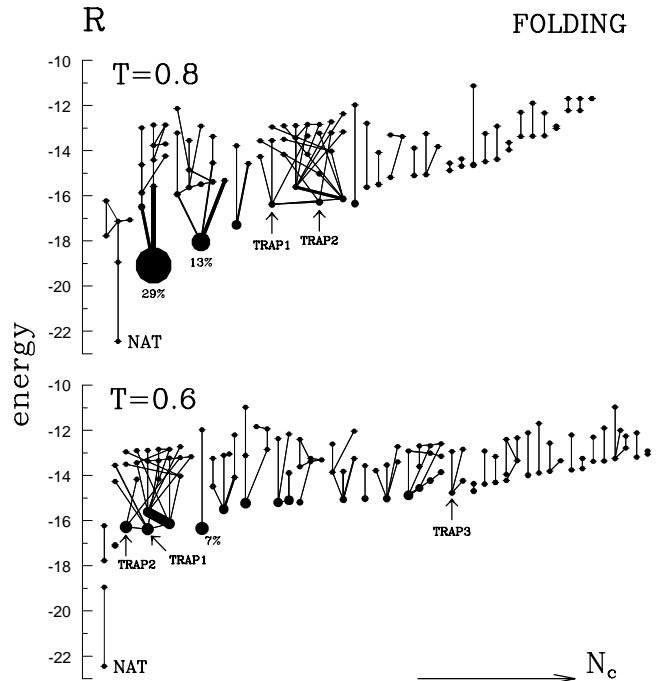 R
FOLDING
T=0.8
-10
-12
-14
-16
-18
-20
-22
energy
29%
13%
TRAP1
TRAP2
NAT
T=0.6
-10
-12
-14
-16
-18
-20
-22
TRAP2
TRAP1
7%
TRAP3
NAT
N_c